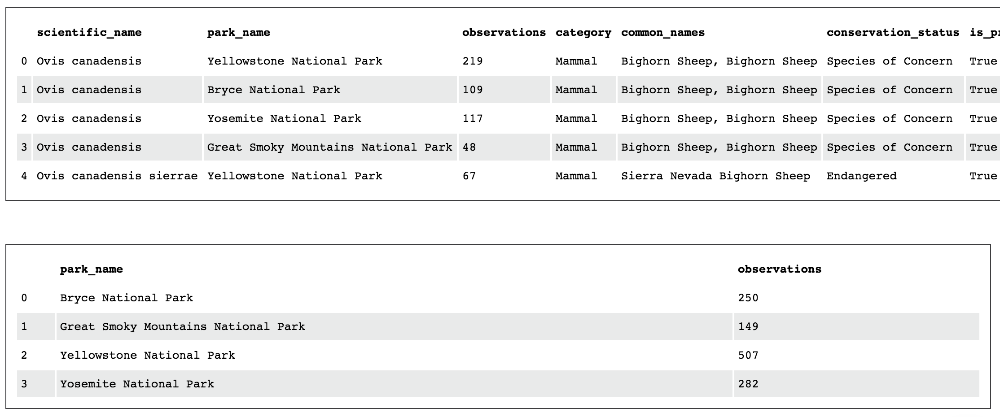 scientific_name park_name observations category common_names conservation_status is_pr
0 Ovis canadensis Yellowstone National Park 219 Mammal Bighorn Sheep, Bighorn Sheep Species of Concern True
1 Ovis canadensis Bryce National Park 109 Mammal Bighorn Sheep, Bighorn Sheep Species of Concern True
2 Ovis canadensis Yosemite National Park 117 Mammal Bighorn Sheep, Bighorn Sheep Species of Concern True
3 Ovis canadensis Great Smoky Mountains National Park 48 Mammal Bighorn Sheep, Bighorn Sheep Species of Concern True
4 Ovis canadensis sierrae Yellowstone National Park 67 Mammal Sierra Nevada Bighorn Sheep Endangered True
park_name observations
0 Bryce National Park 250
1 Great Smoky Mountains National Park 149
2 Yellowstone National Park 507
3 Yosemite National Park 282